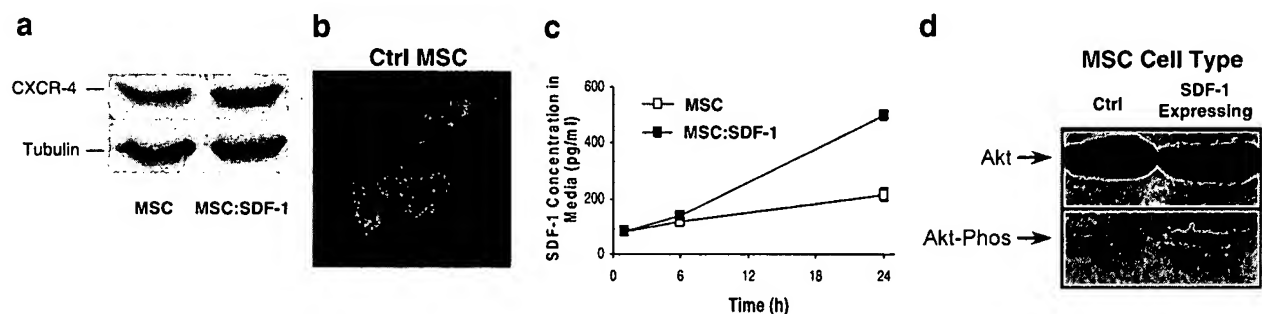 a
CXCR-4
Tubulin
MSC
MSC:SDF-1
b
Ctrl MSC
c
SDF-1 Concentration in
Media (pg/ml)
600
400
200
0
MSC
MSC:SDF-1
0
6
12
18
24
Time (h)
d
MSC Cell Type
Ctrl
SDF-1
Expressing
Akt
Akt-Phos